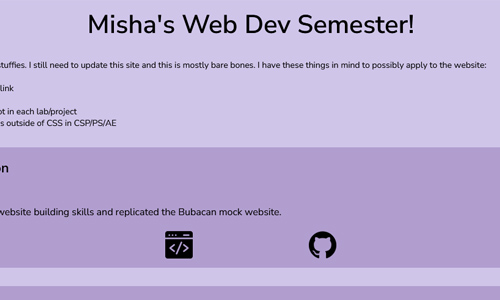 Misha's Web Dev Semester!
stuffies. I still need to update this site and this is mostly bare bones. I have these things in mind to possibly apply to the website:
link
in each lab/project
outside of CSS in CSP/PS/AE
website building skills and replicated the Bubacan mock website.